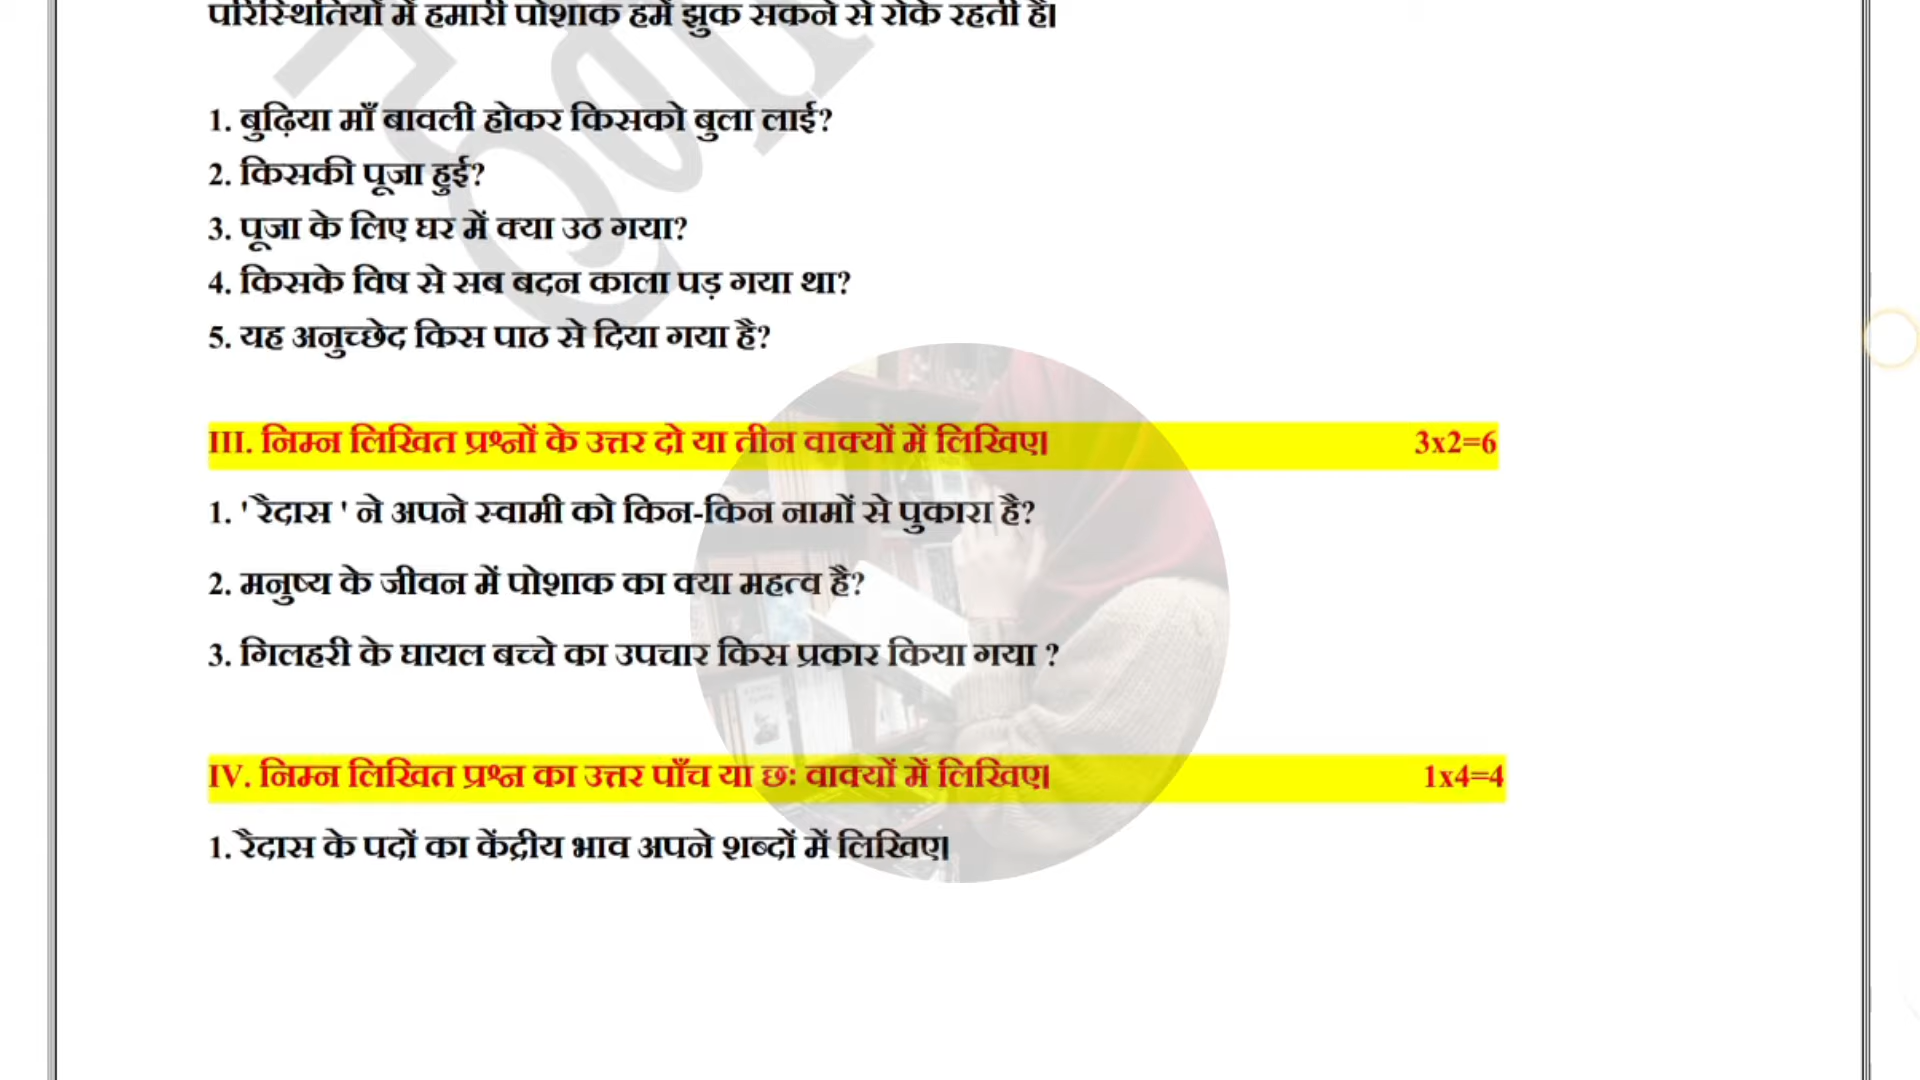 परिस्थितियों में हमारी पोशाक हमें झुक सकने से रोके रहती है।
1. बुढ़िया माँ बावली होकर किसको बुला लाई?
2. किसकी पूजा हुई?
3. पूजा के लिए घर में क्या उठ गया?
4. किसके विष से सब बदन काला पड़ गया था?
5. यह अनुच्छेद किस पाठ से दिया गया है?
III. निम्न लिखित प्रश्नों के उत्तर दो या तीन वाक्यों में लिखिए। 3x2=6
1. ' रैदास ' ने अपने स्वामी को किन-किन नामों से पुकारा है?
2. मनुष्य के जीवन में पोशाक का क्या महत्व है?
3. गिलहरी के घायल बच्चे का उपचार किस प्रकार किया गया ?
IV. निम्न लिखित प्रश्न का उत्तर पाँच या छः वाक्यों में लिखिए। 1x4=4
1. रैदास के पदों का केंद्रीय भाव अपने शब्दों में लिखिए।